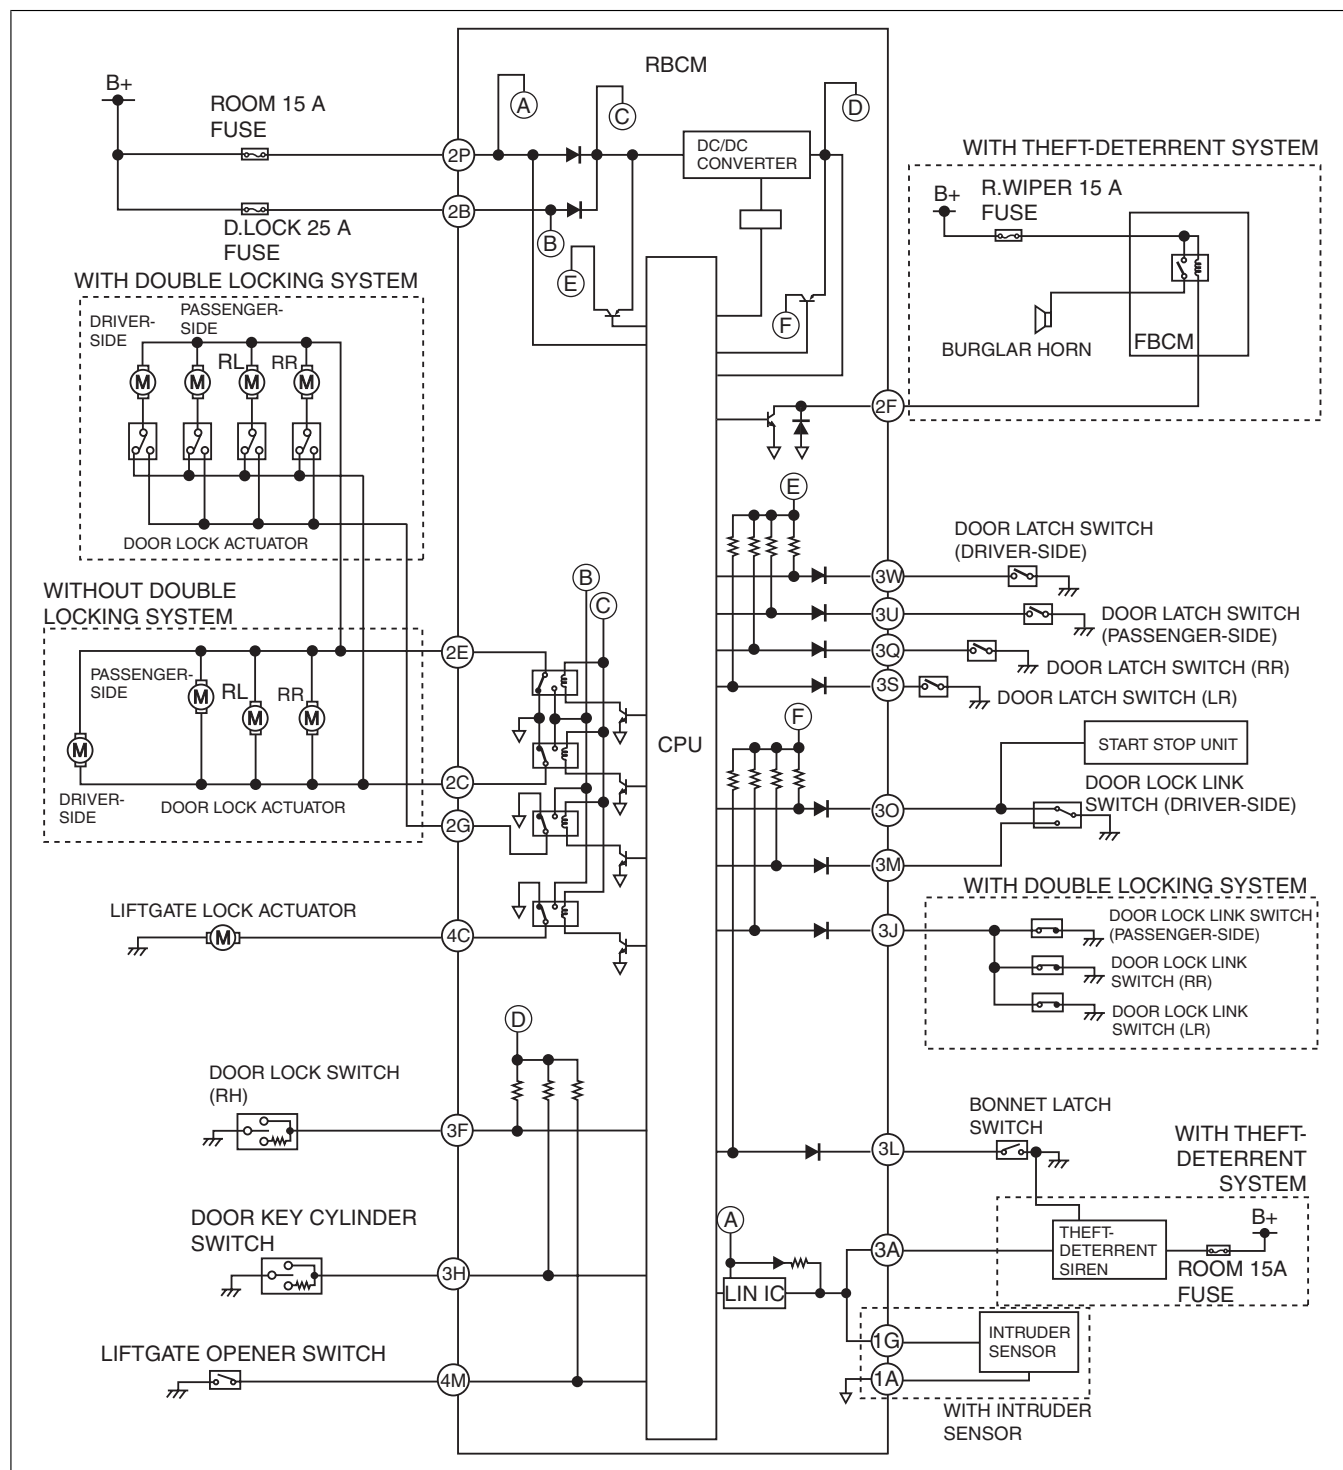 RBCM
B+
ROOM 15 A
FUSE
A
C
D
2P
DC/DC
CONVERTER
WITH THEFT-DETERRENT SYSTEM
B+
R.WIPER 15 A
FUSE
2B
D.LOCK 25 A
FUSE
B
E
F
BURGLAR HORN
FBCM
WITH DOUBLE LOCKING SYSTEM
DRIVER-
SIDE
PASSENGER-
SIDE
RL
RR
M
M
M
M
DOOR LOCK ACTUATOR
2F
E
DOOR LATCH SWITCH
(DRIVER-SIDE)
3W
3U
DOOR LATCH SWITCH
(PASSENGER-SIDE)
3Q
DOOR LATCH SWITCH (RR)
3S
DOOR LATCH SWITCH (LR)
WITHOUT DOUBLE
LOCKING SYSTEM
B
C
2E
PASSENGER-
SIDE
RL
RR
M
M
M
M
DRIVER-
SIDE
DOOR LOCK ACTUATOR
2C
2G
CPU
F
START STOP UNIT
DOOR LOCK LINK
SWITCH (DRIVER-SIDE)
3O
3M
WITH DOUBLE LOCKING SYSTEM
3J
DOOR LOCK LINK SWITCH
(PASSENGER-SIDE)
DOOR LOCK LINK
SWITCH (RR)
DOOR LOCK LINK
SWITCH (LR)
LIFTGATE LOCK ACTUATOR
M
4C
D
DOOR LOCK SWITCH
(RH)
3F
BONNET LATCH
SWITCH
3L
WITH THEFT-
DETERRENT
SYSTEM
DOOR KEY CYLINDER
SWITCH
3H
A
LIN IC
3A
THEFT-
DETERRENT
SIREN
B+
ROOM 15A
FUSE
LIFTGATE OPENER SWITCH
4M
1G
INTRUDER
SENSOR
1A
WITH INTRUDER
SENSOR